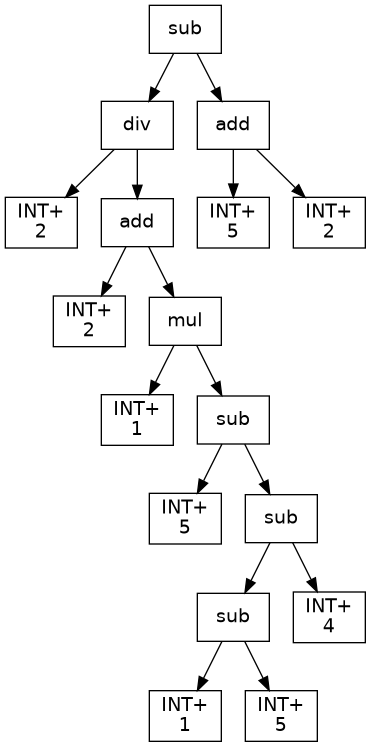 sub
div
add
INT+
2
add
INT+
5
INT+
2
INT+
2
mul
INT+
1
sub
INT+
5
sub
sub
INT+
4
INT+
1
INT+
5